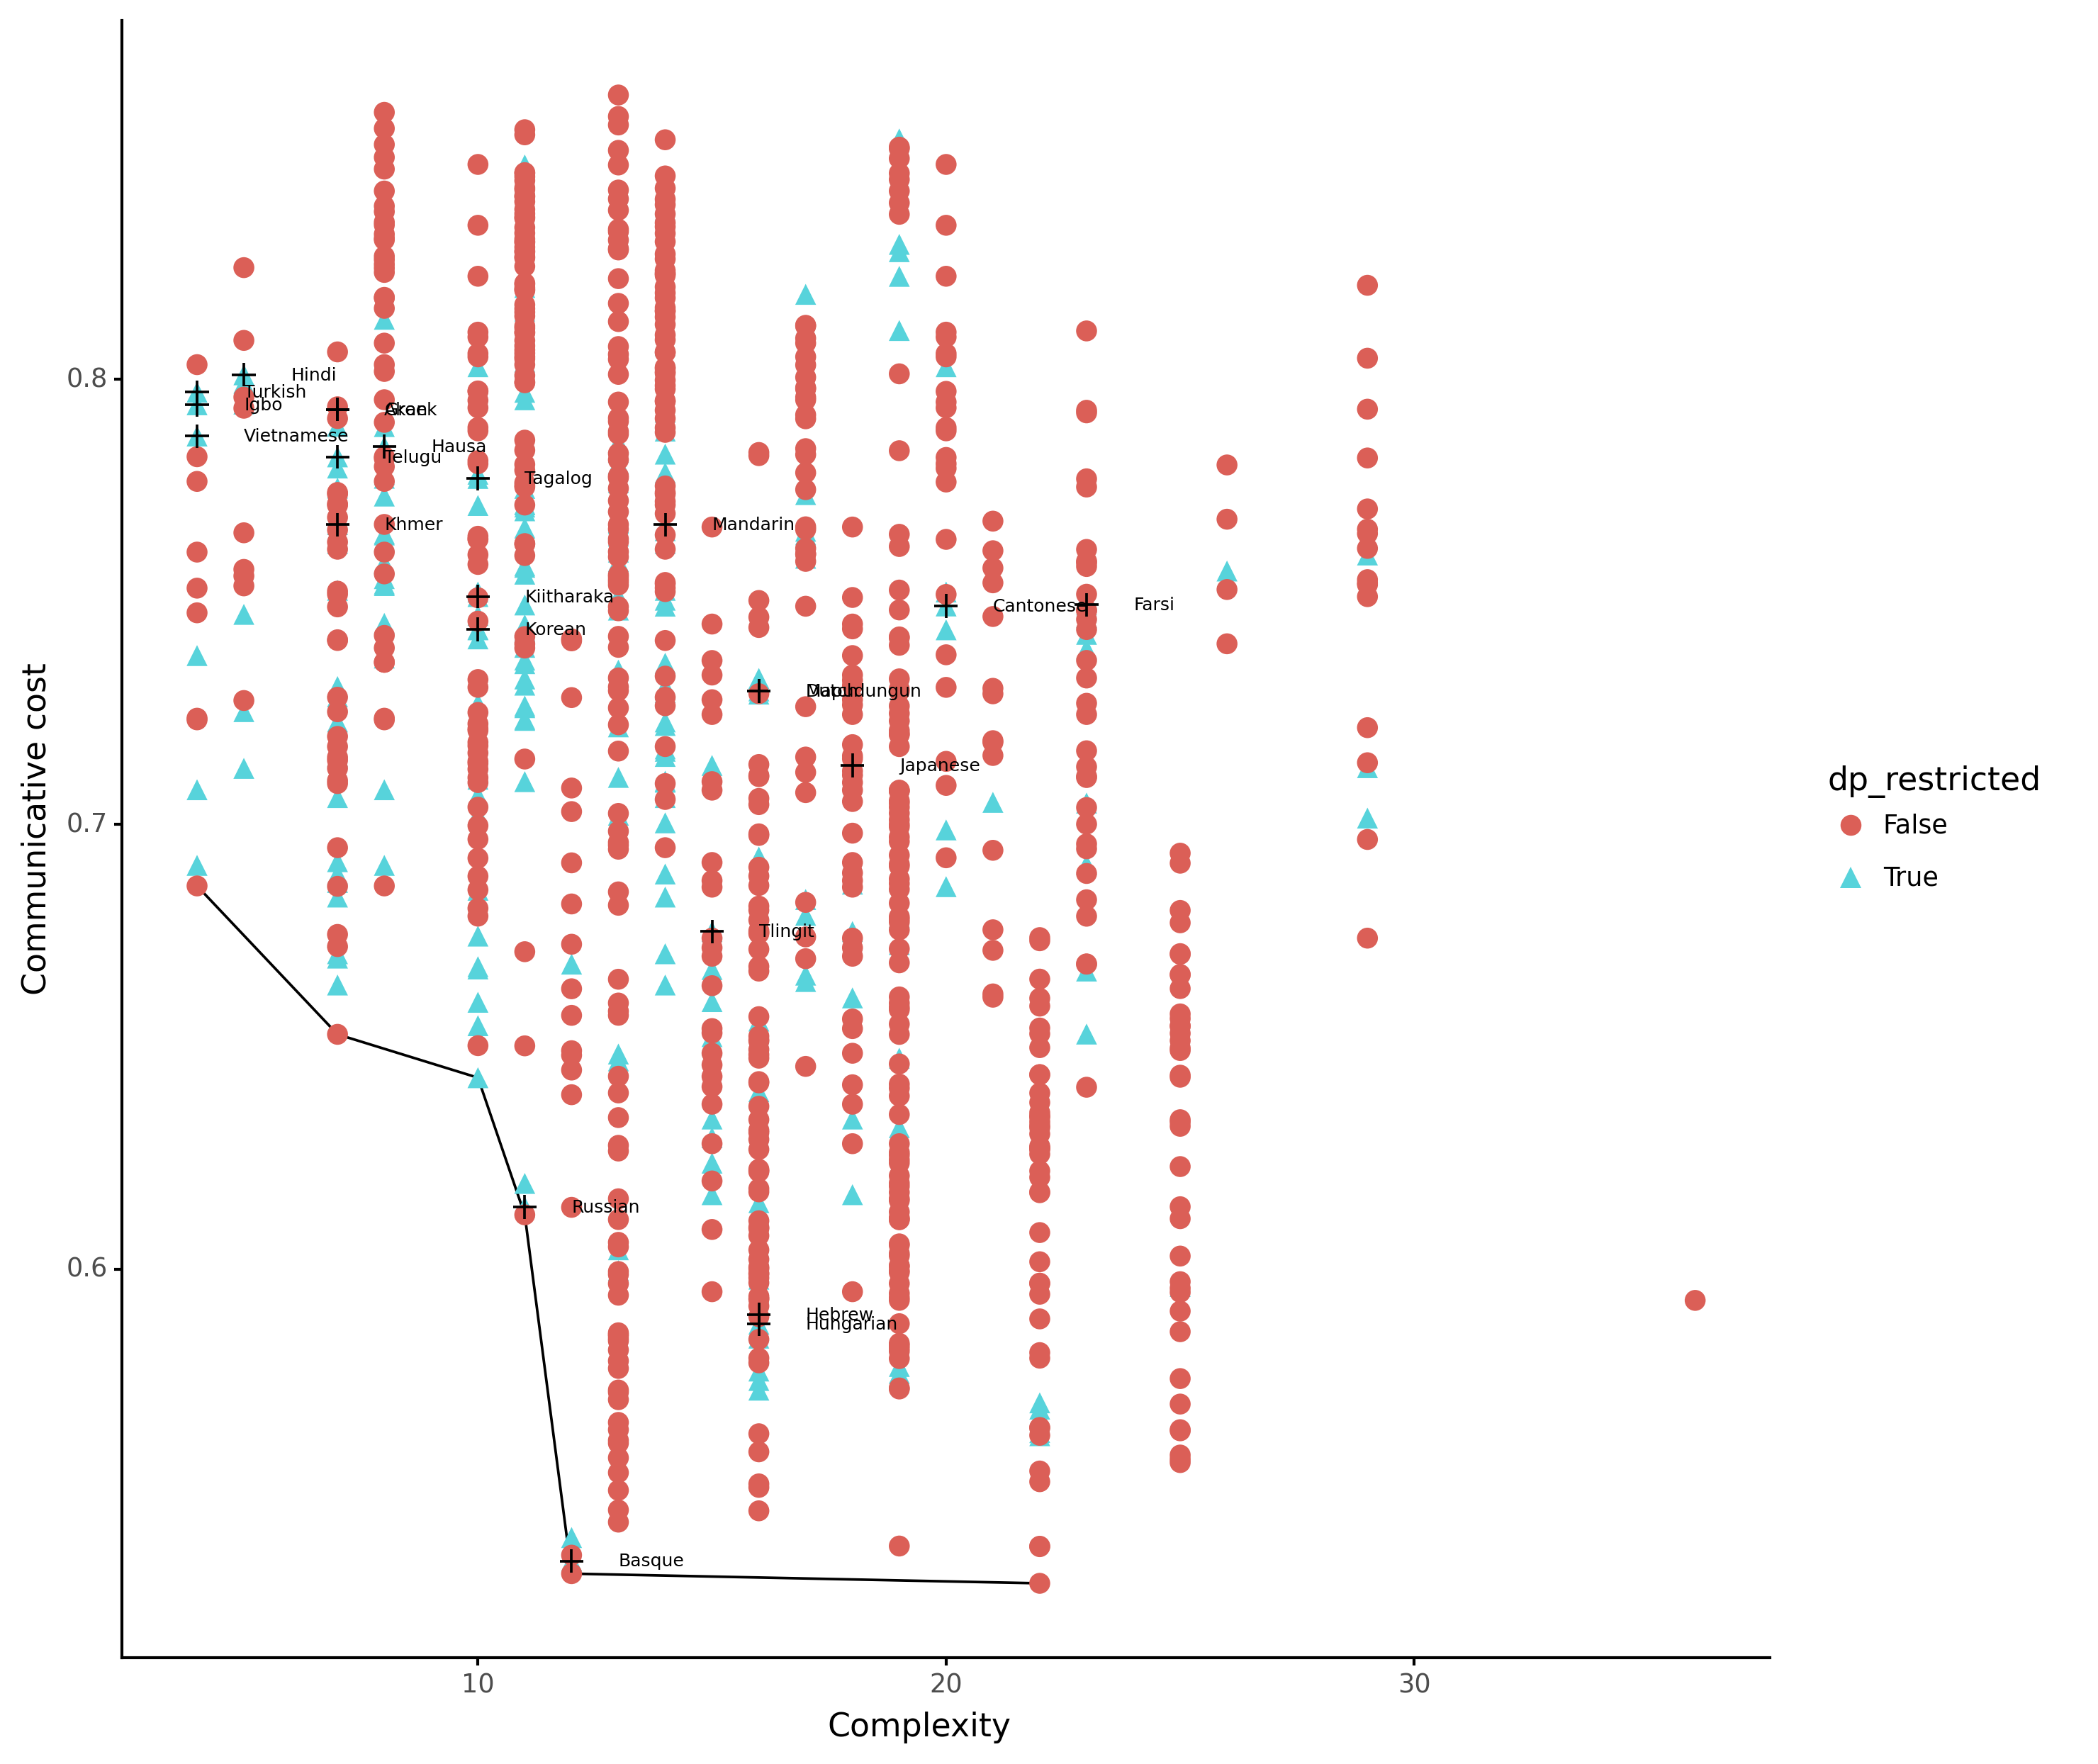 Communicative cost
0.8
0.7
0.6
Hindi
Turkish
Igbo
Vietnamese
Greek
Hausa
Telugu
Tagalog
Khmer
Mandarin
Kiitharaka
Korean
Cantonese
Farsi
Mapudungun
Japanese
Tlingit
Russian
Hebrew
Hungarian
Basque
dp_restricted
False
True
10
20
30
Complexity